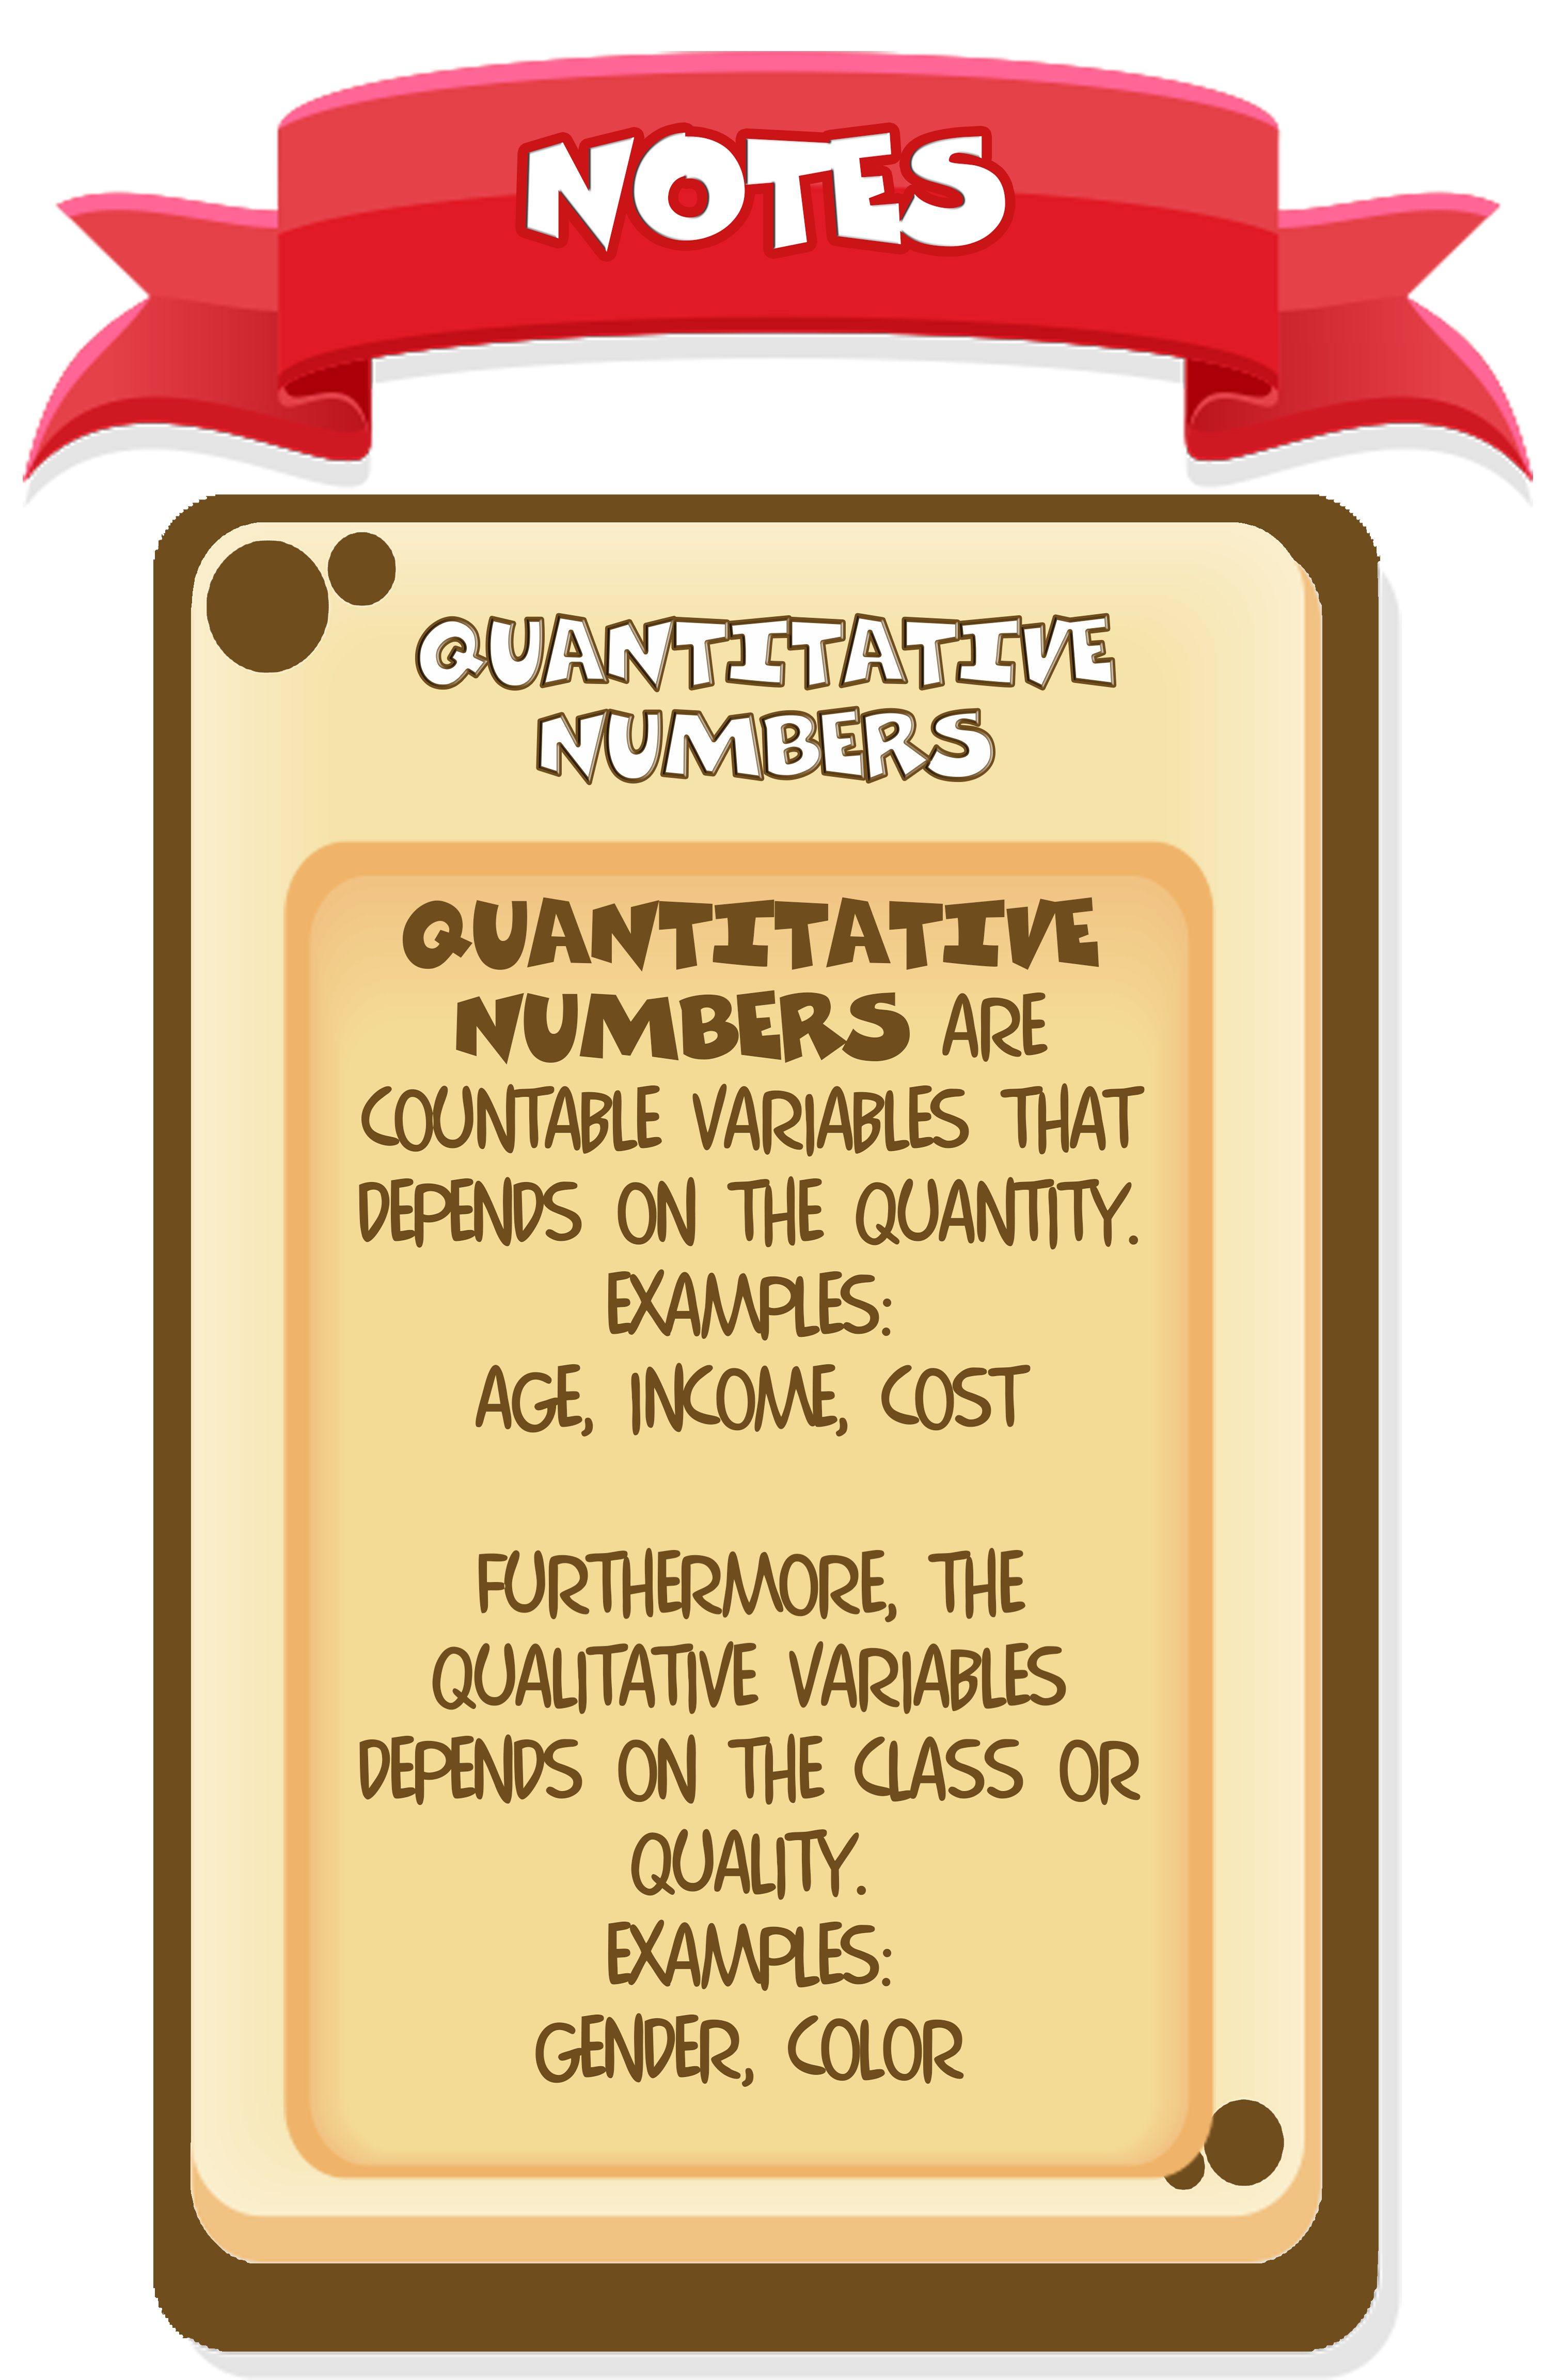 NOTES
QUANTITATIVE
NUMBERS
QUANTITATIVE
NUMBERS ARE
COUNTABLE VARIABLES THAT
DEPENDS ON THE QUANTITY.
EXAMPLES:
AGE, INCOME, COST
FURTHERMORE, THE
QUALITATIVE VARIABLES
DEPENDS ON THE CLASS OR
QUALITY.
EXAMPLES:
GENDER, COLOR